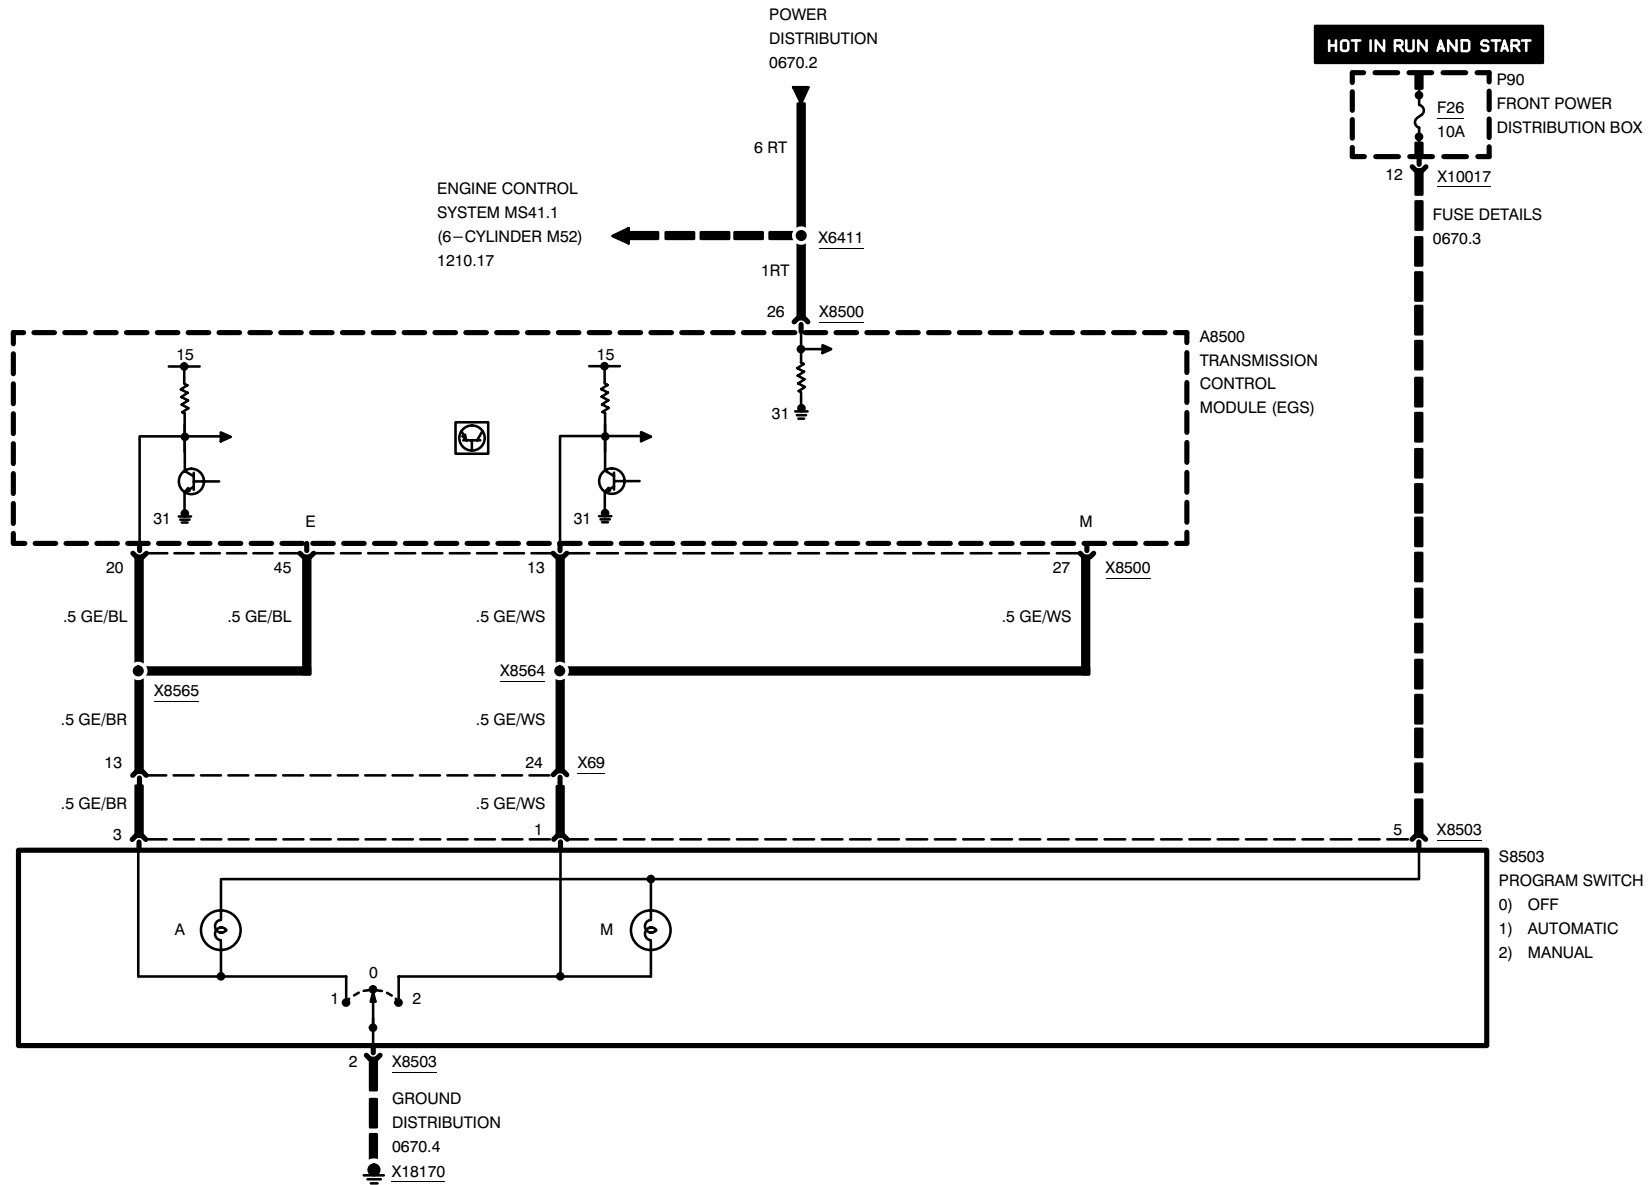 POWER
DISTRIBUTION
0670.2
HOT IN RUN AND START
P90
FRONT POWER
DISTRIBUTION BOX
F26
10A
12
X10017
FUSE DETAILS
0670.3
6 RT
ENGINE CONTROL
SYSTEM MS41.1
(6−CYLINDER M52)
1210.17
X6411
1RT
26
X8500
A8500
TRANSMISSION
CONTROL
MODULE (EGS)
15
15
31
31
31
E
M
20
45
13
27
X8500
.5 GE/BL
.5 GE/BL
.5 GE/WS
.5 GE/WS
X8565
X8564
.5 GE/BR
.5 GE/WS
13
24
X69
.5 GE/BR
.5 GE/WS
3
1
5
X8503
S8503
PROGRAM SWITCH
0) OFF
1) AUTOMATIC
2) MANUAL
A
M
0
1
2
2
X8503
GROUND
DISTRIBUTION
0670.4
X18170